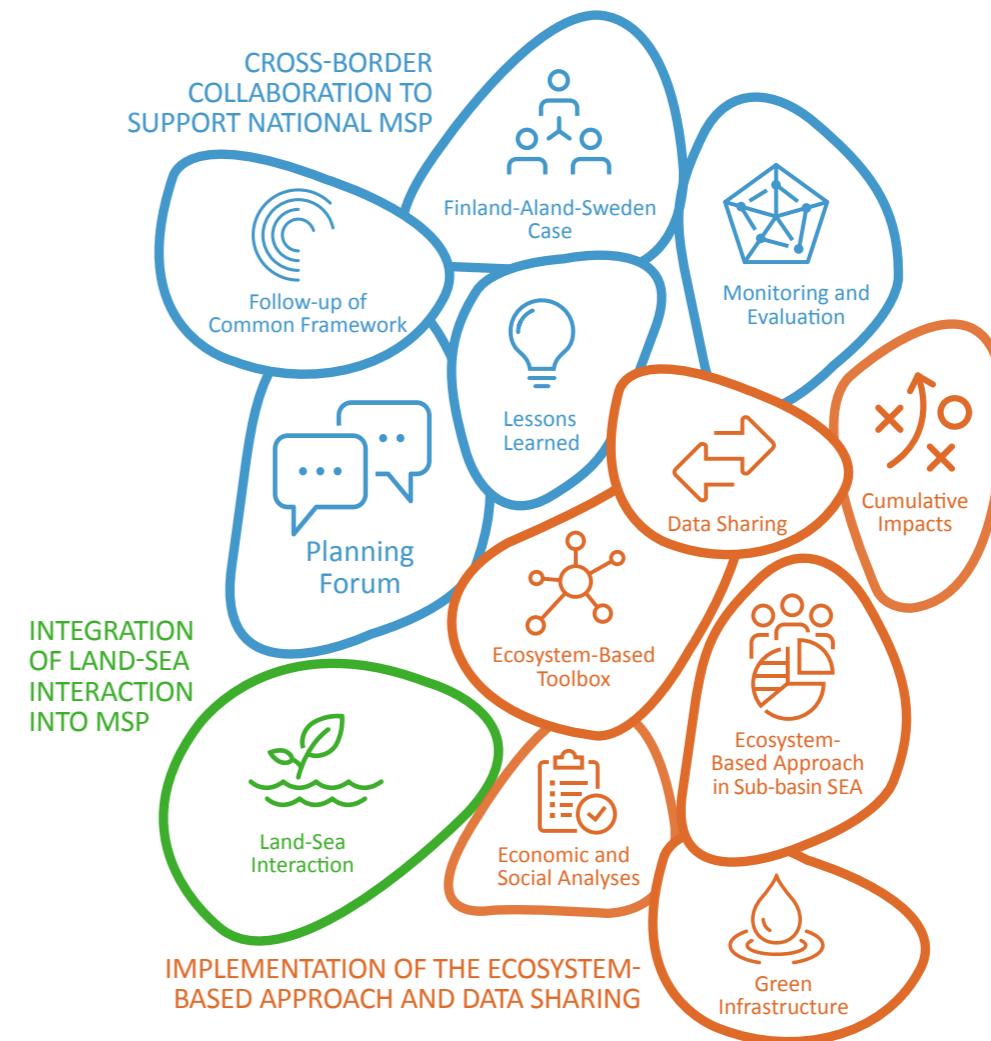 CROSS-BORDER
COLLABORATION TO
SUPPORT NATIONAL MSP
Finland-Aland-Sweden
Case
Follow-up of
Common Framework
Monitoring and
Evaluation
Lessons
Learned
Planning
Forum
Data Sharing
Cumulative
Impacts
INTEGRATION
OF LAND-SEA
INTERACTION
INTO MSP
Ecosystem-Based
Toolbox
Ecosystem-
Based Approach
in Sub-basin SEA
Land-Sea
Interaction
Economic and
Social Analyses
Green
Infrastructure
IMPLEMENTATION OF THE ECOSYSTEM-
BASED APPROACH AND DATA SHARING